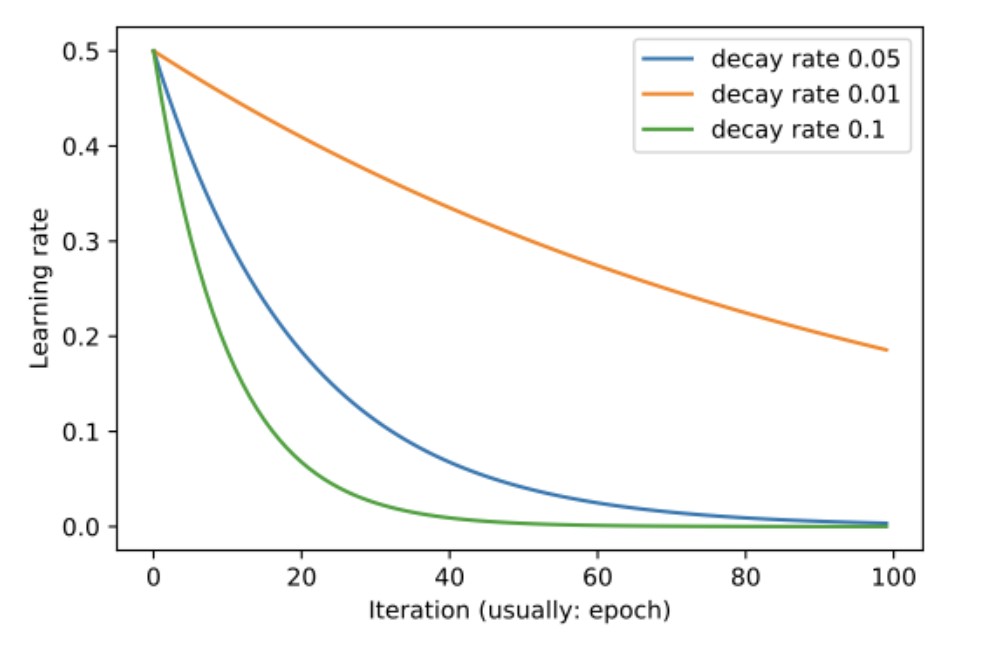 0.5
0.4
0.3
0.2
0.1
0.0
Learning rate
decay rate 0.05
decay rate 0.01
decay rate 0.1
0 20 40 60 80 100
Iteration (usually: epoch)